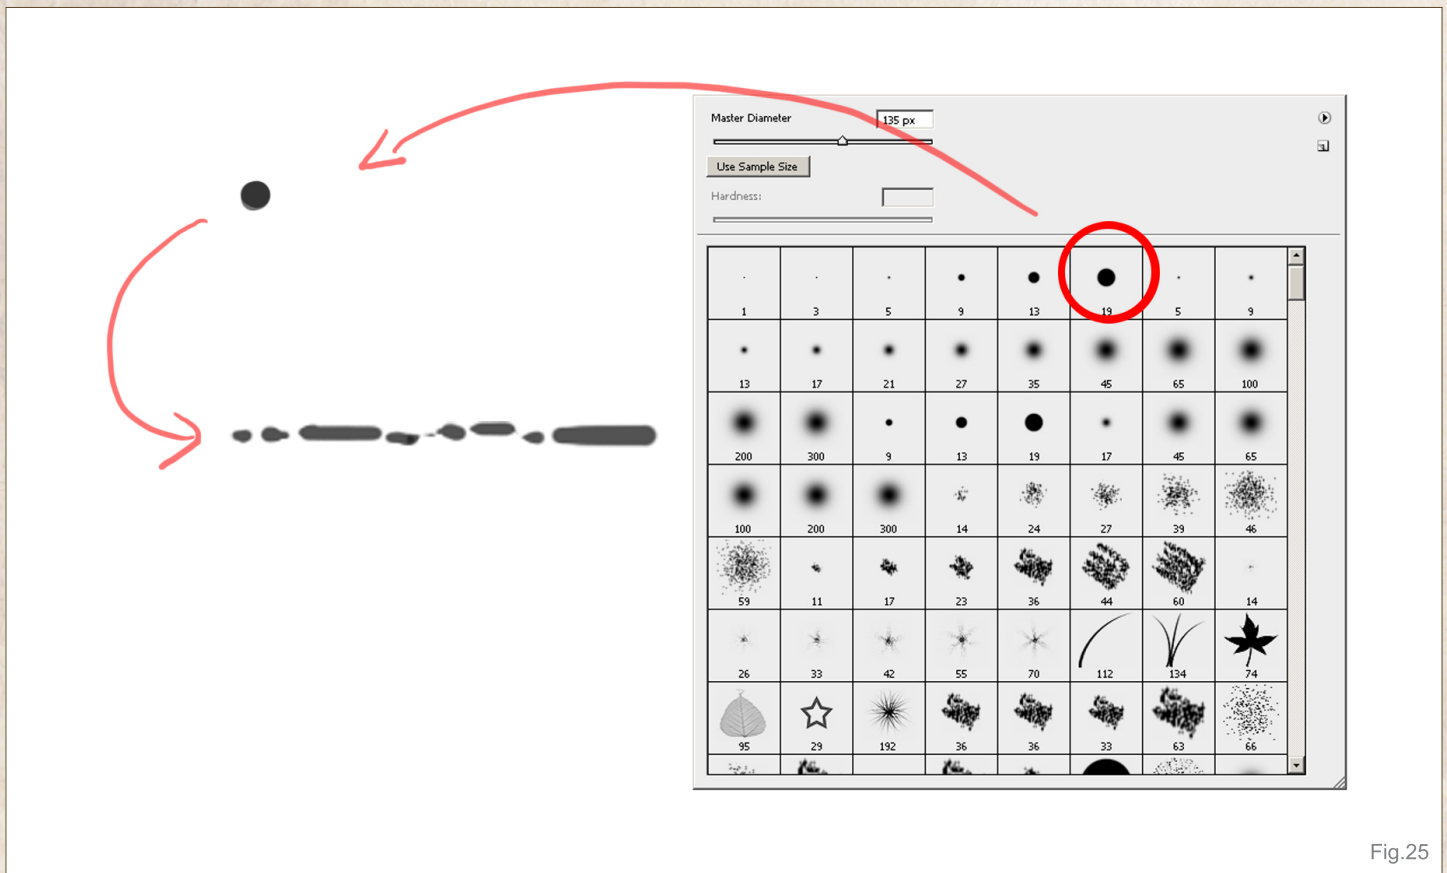 Master Diameter 135 px
Use Sample Size
Hardness:
1 3 5 9 13 19 5 9
13 17 21 27 35 45 65 100
200 300 9 13 19 17 45 65
100 200 300 14 24 27 39 46
59 11 17 23 36 44 60 14
26 33 42 55 70 112 134 74
95 29 192 36 36 33 63 66
Fig.25